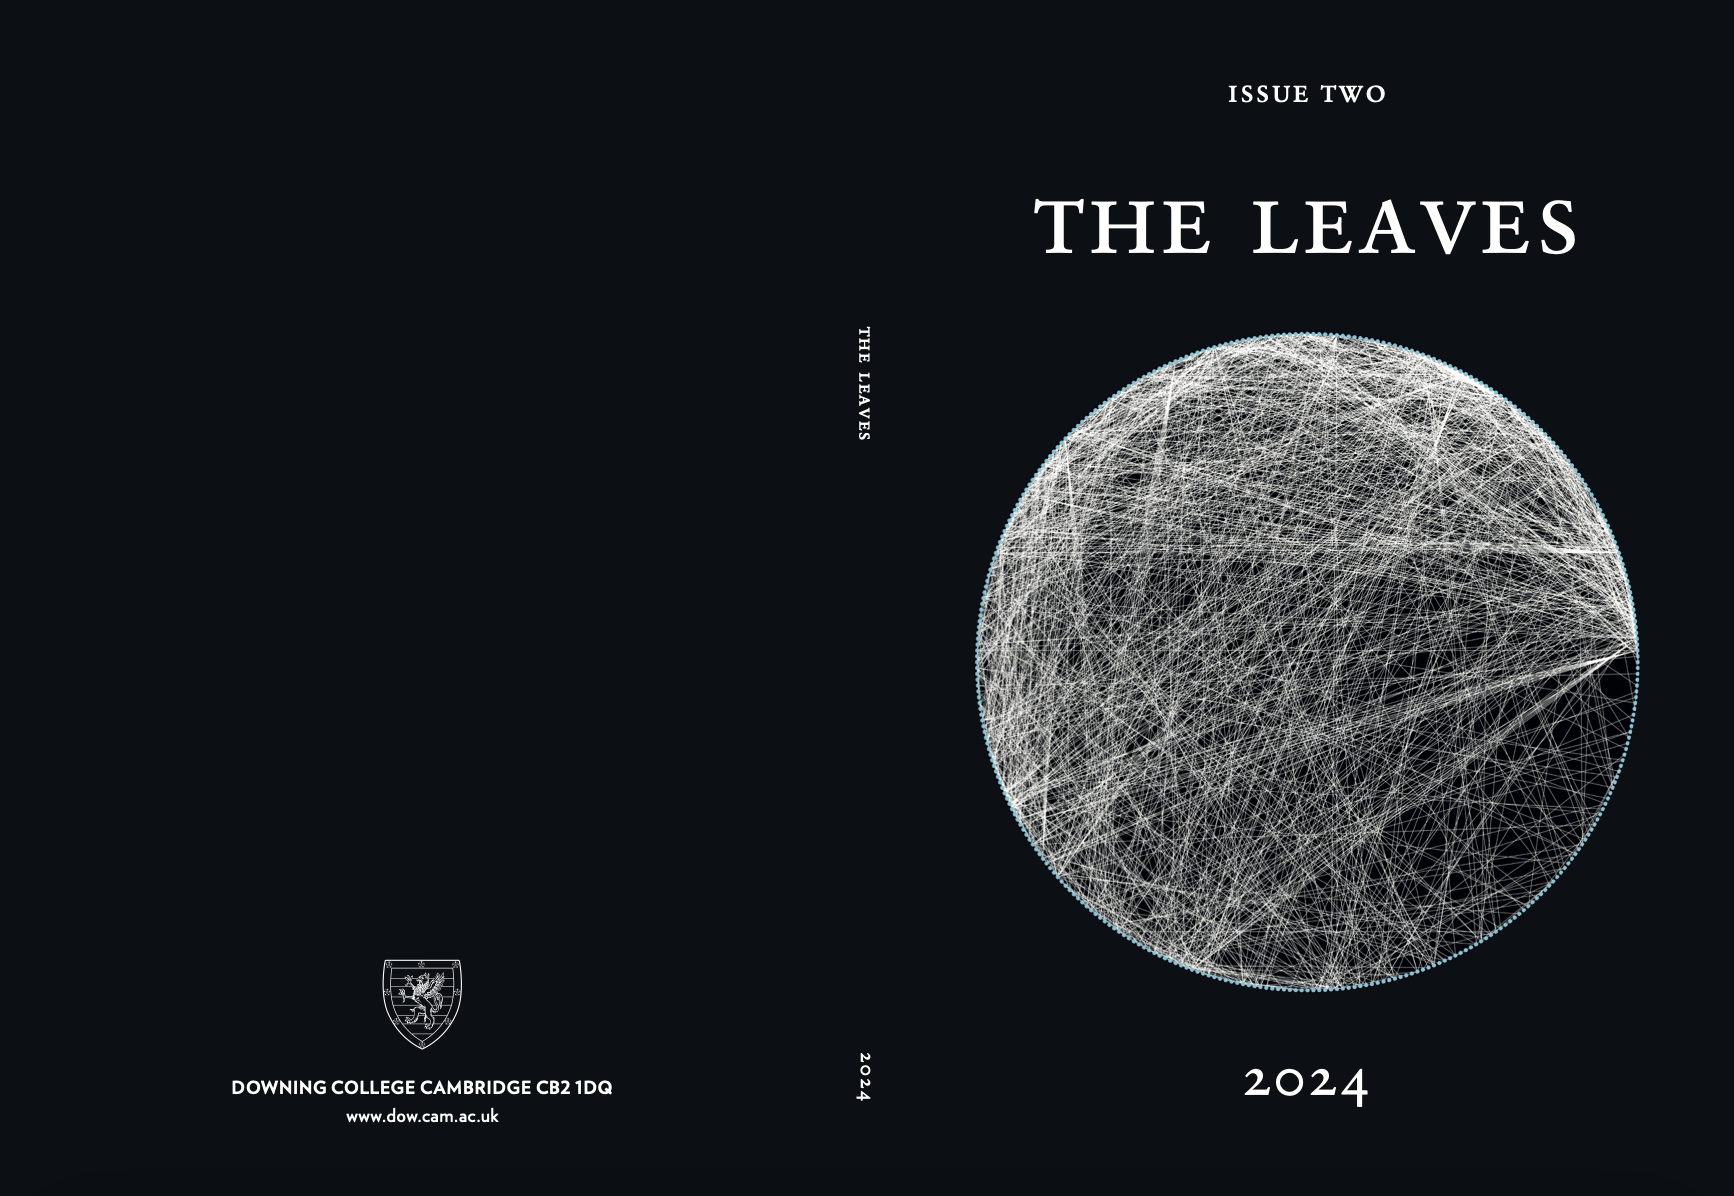 ISSUE TWO
THE LEAVES
2024
THE LEAVES
2024
DOWNING COLLEGE CAMBRIDGE CB2 1DQ
www.dow.cam.ac.uk